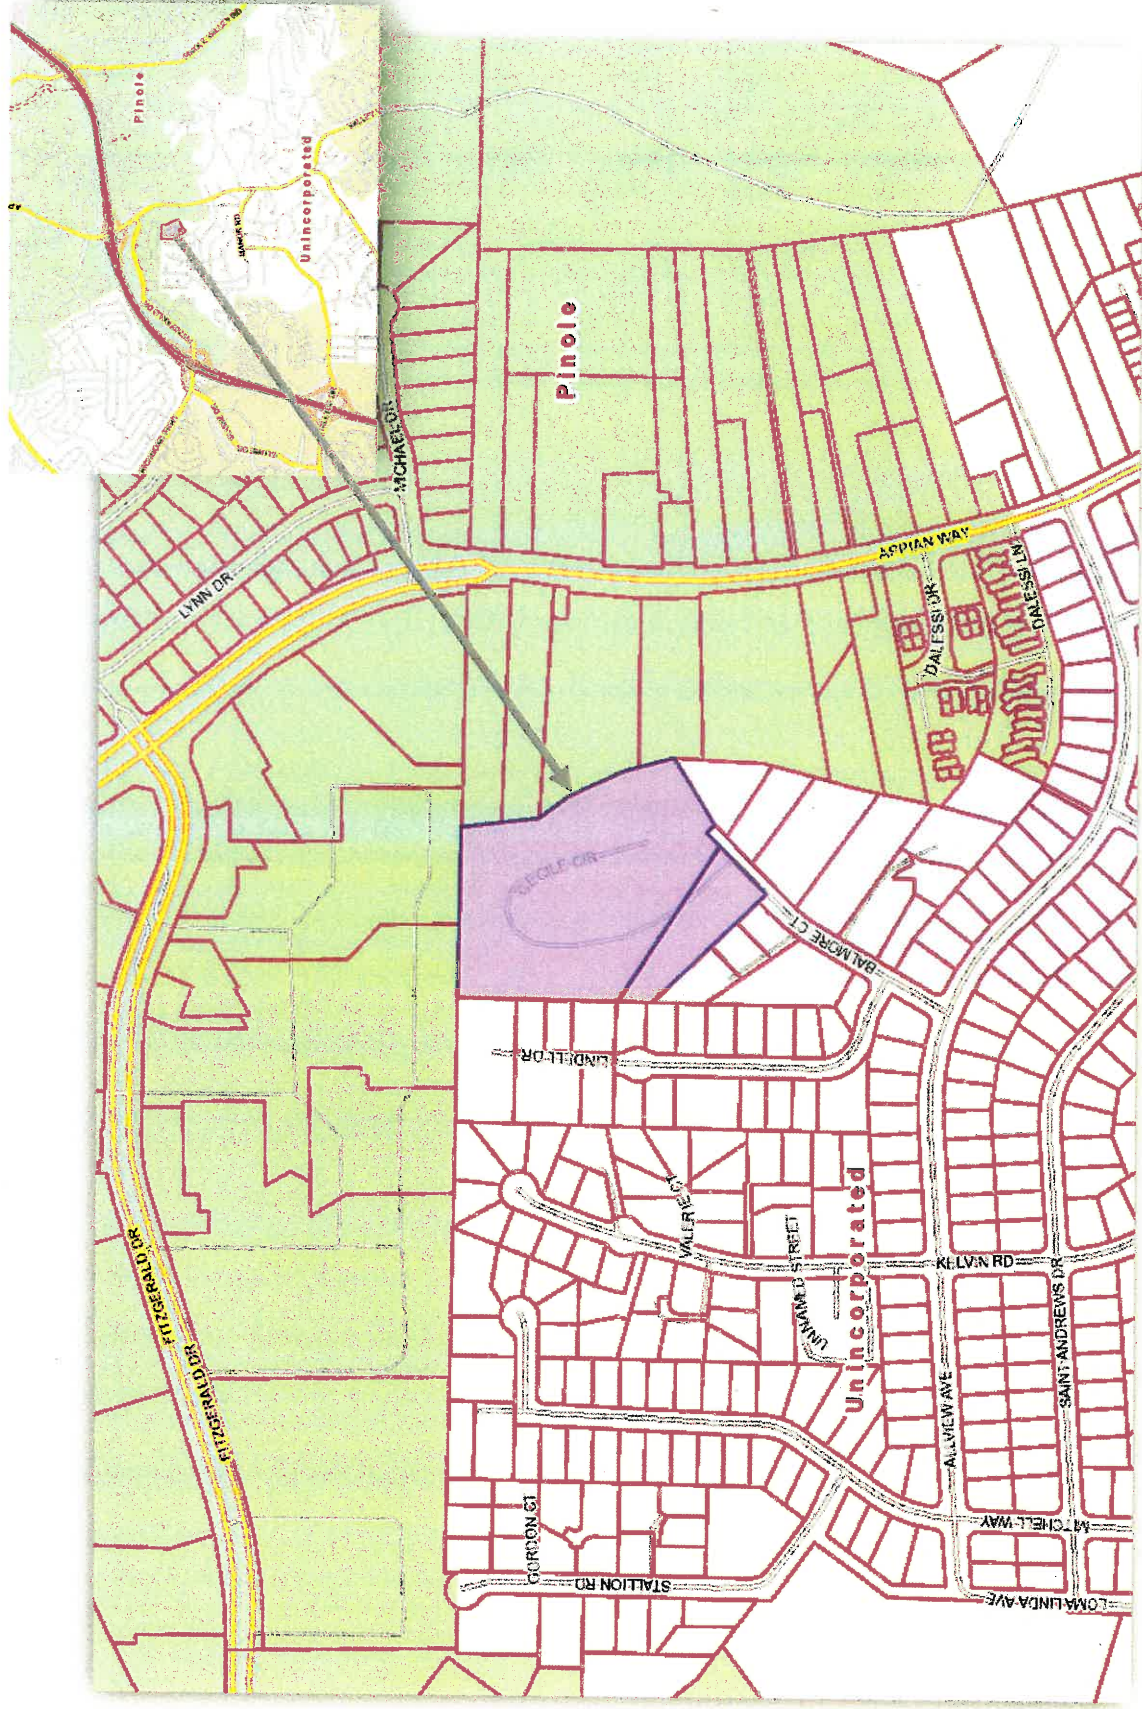 Pinole
Unincorporated
MANOR RD
MICHAEL DR
LYNN DR
Pinole
APPIAN WAY
DALESSI DR
DALESSI LN
CECILE CIR
BALMORE CT
LINDELL DR
VALERIE CT
UNNAMED STREET
Unincorporated
KELVIN RD
FITZGERALD DR
FITZGERALD DR
ALLVIEW AVE
SAINT ANDREWS DR
GORDON CT
STALLION RD
MITCHELL WAY
LOMA LINDA AVE